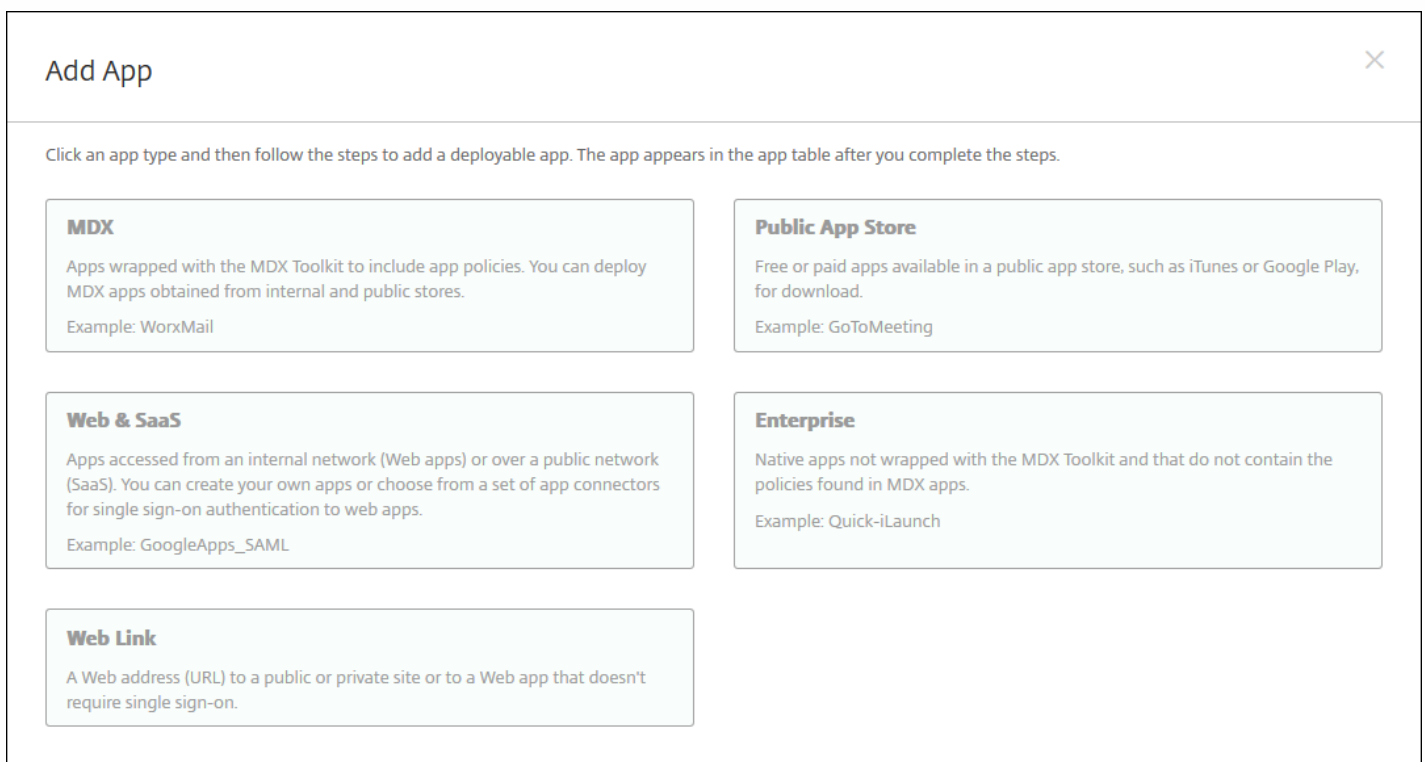 Add App
Click an app type and then follow the steps to add a deployable app. The app appears in the app table after you complete the steps.
MDX
Apps wrapped with the MDX Toolkit to include app policies. You can deploy
MDX apps obtained from internal and public stores.
Example: WorxMail
Public App Store
Free or paid apps available in a public app store, such as iTunes or Google Play,
for download.
Example: GoToMeeting
Web & SaaS
Apps accessed from an internal network (Web apps) or over a public network
(SaaS). You can create your own apps or choose from a set of app connectors
for single sign-on authentication to web apps.
Example: GoogleApps_SAML
Enterprise
Native apps not wrapped with the MDX Toolkit and that do not contain the
policies found in MDX apps.
Example: Quick-iLaunch
Web Link
A Web address (URL) to a public or private site or to a Web app that doesn't
require single sign-on.